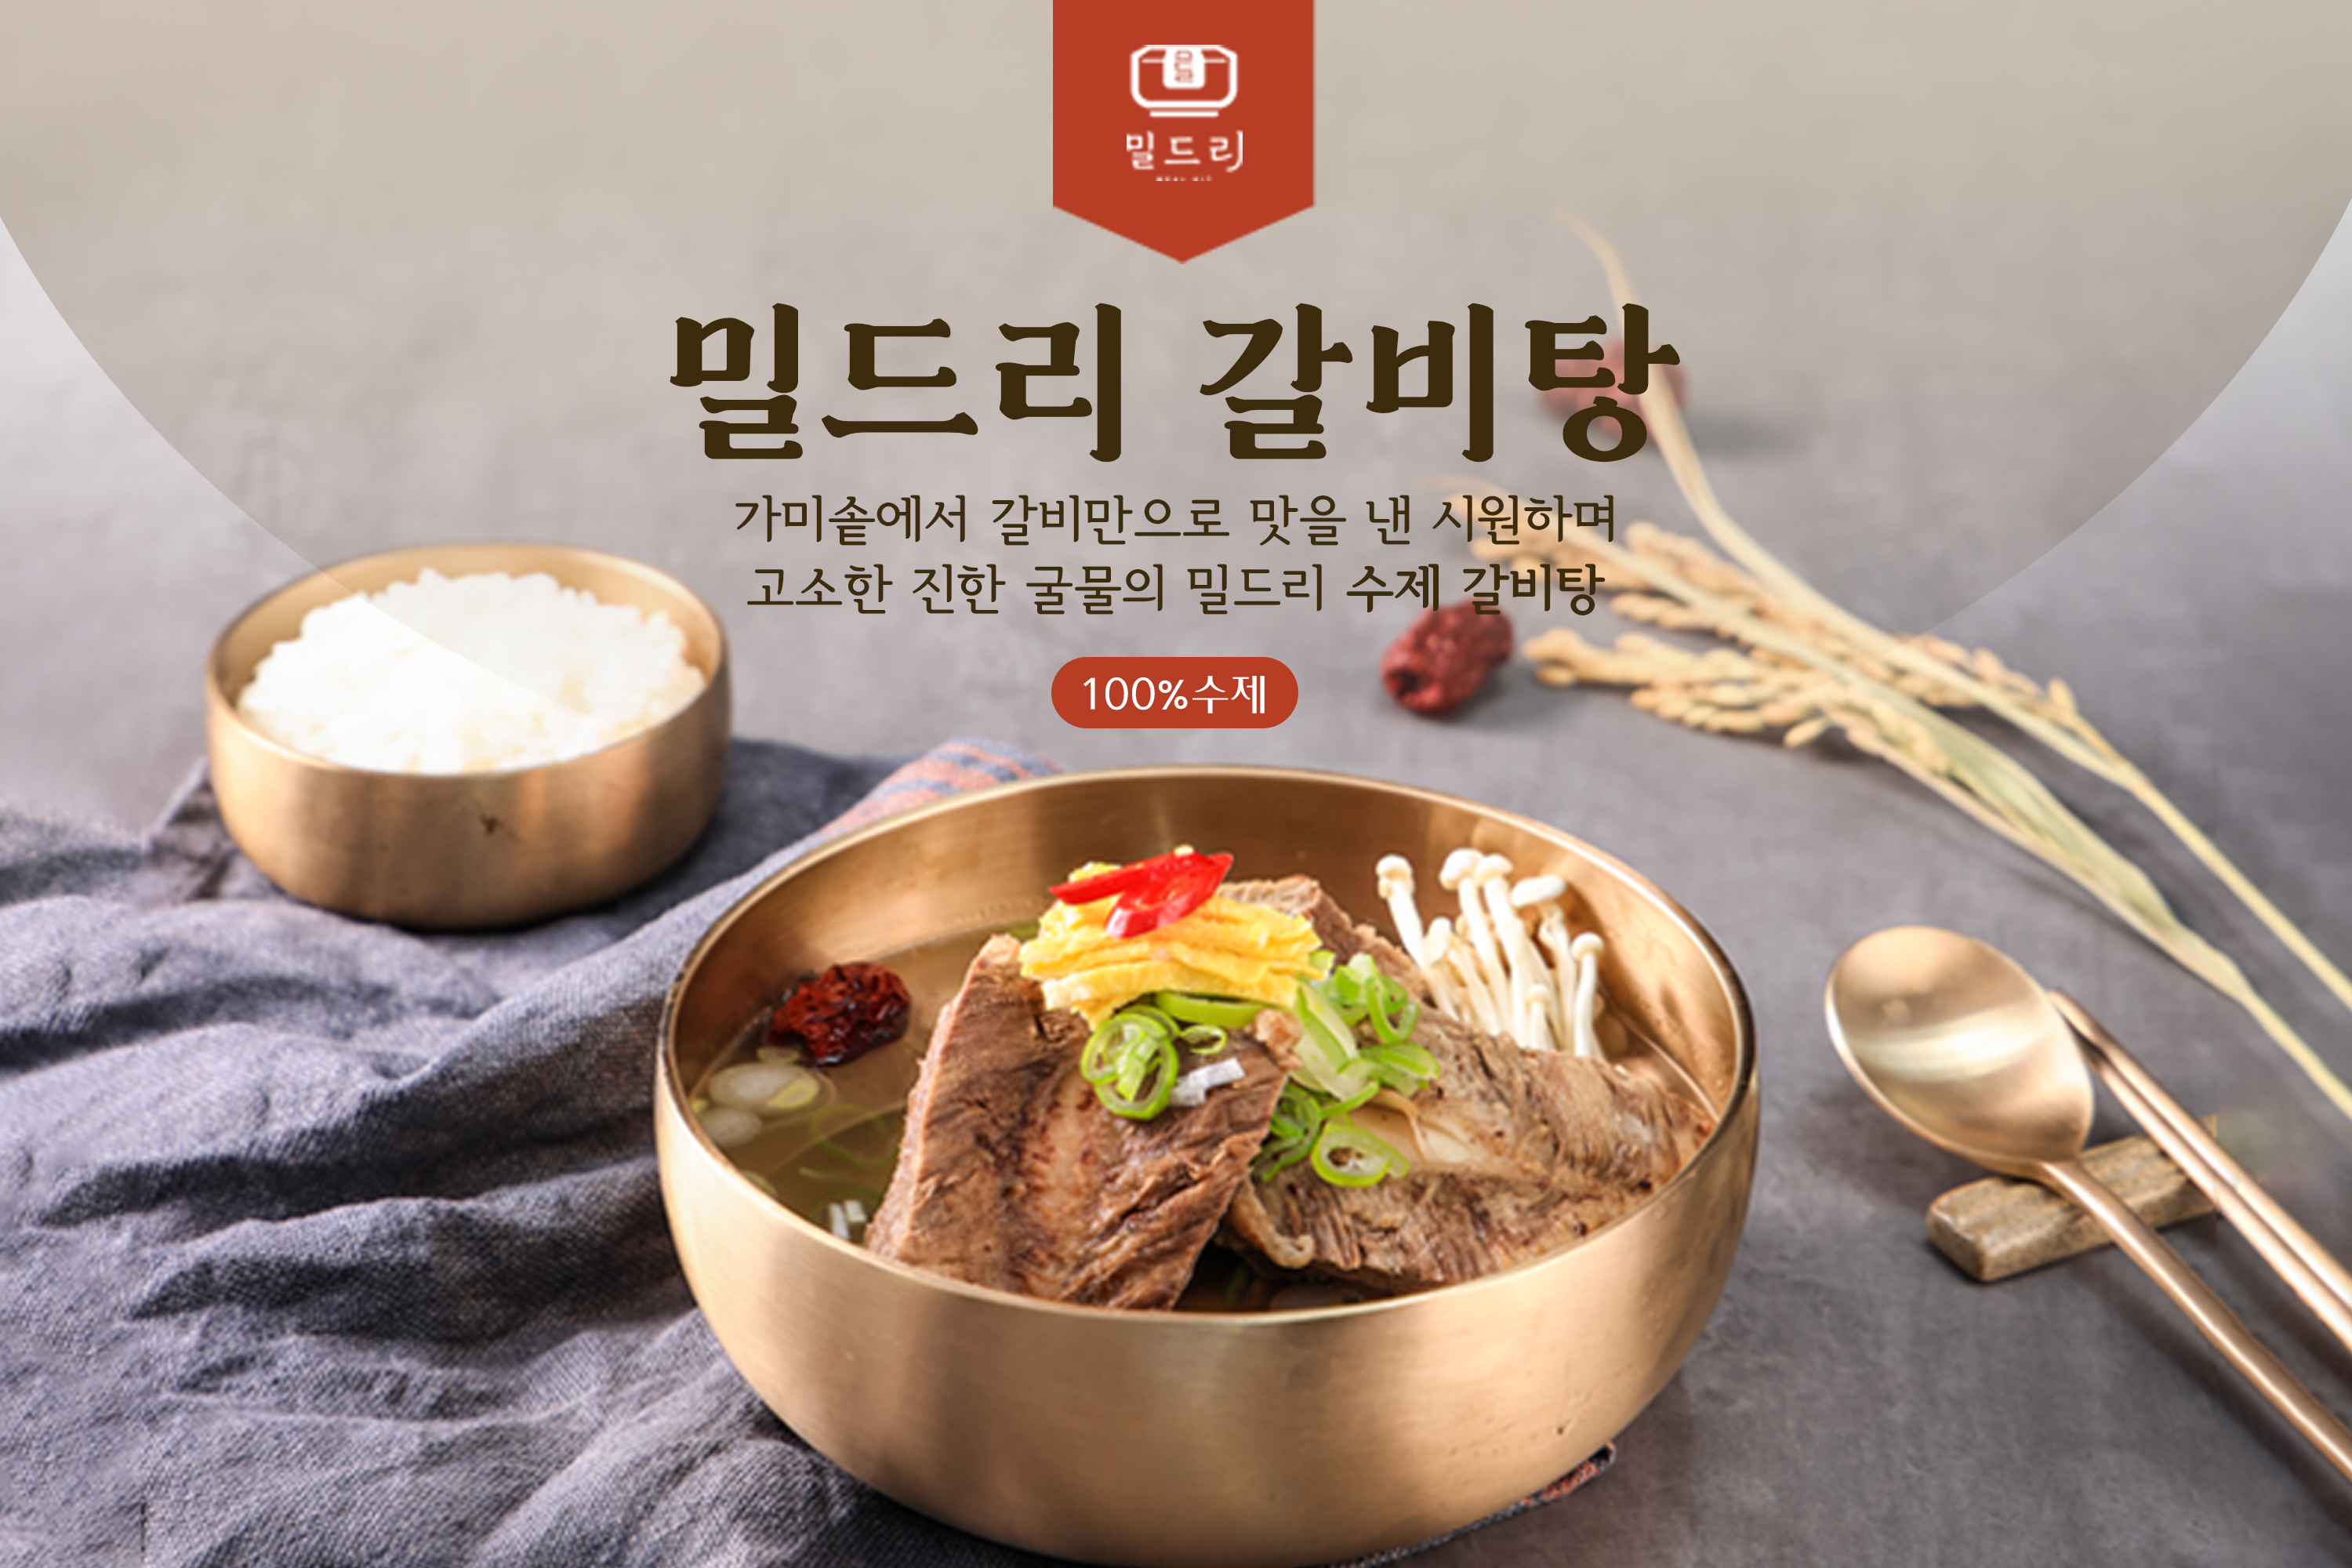 밀드리
밀드리 갈비탕
가미솥에서 갈비만으로 맛을 낸 시원하며
고소한 진한 굴물의 밀드리 수제 갈비탕
100%수제